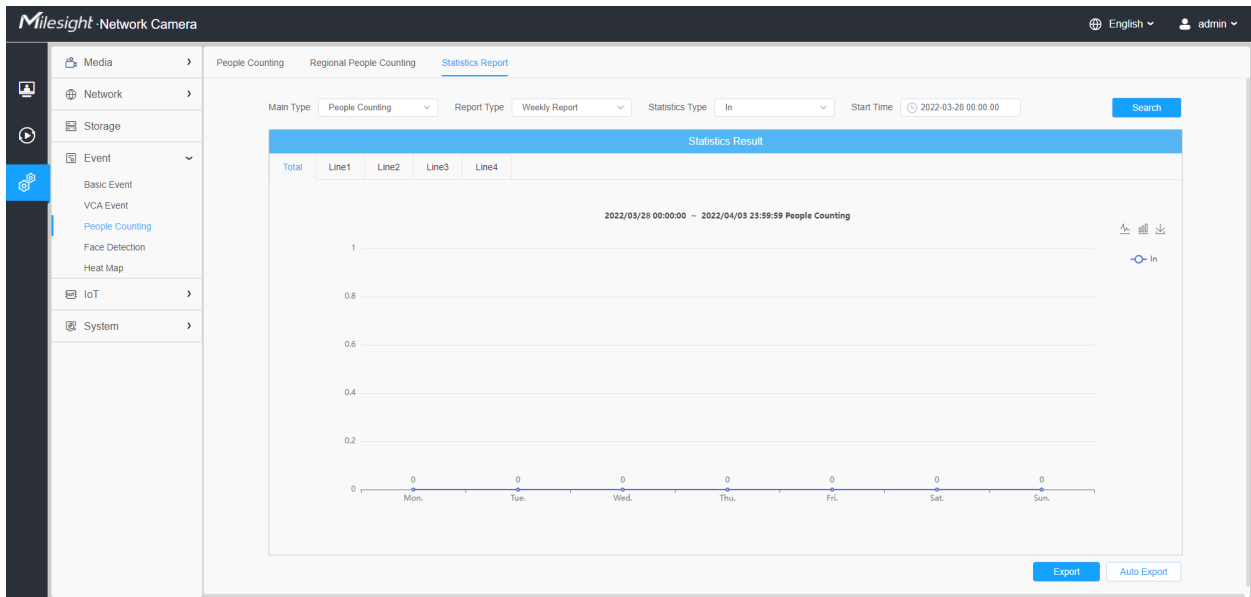 Milesight ·Network Camera
English
admin
Media
Network
Storage
Event
Basic Event
VCA Event
People Counting
Face Detection
Heat Map
IoT
System
People Counting Regional People Counting Statistics Report
Main Type People Counting Report Type Weekly Report Statistics Type In Start Time 2022-03-28 00:00:00 Search
Statistics Result
Total Line1 Line2 Line3 Line4
2022/03/28 00:00:00 ~ 2022/04/03 23:59:59 People Counting
In
1
0.8
0.6
0.4
0.2
0
0 0 0 0 0 0 0
Mon. Tue. Wed. Thu. Fri. Sat. Sun.
Export Auto Export